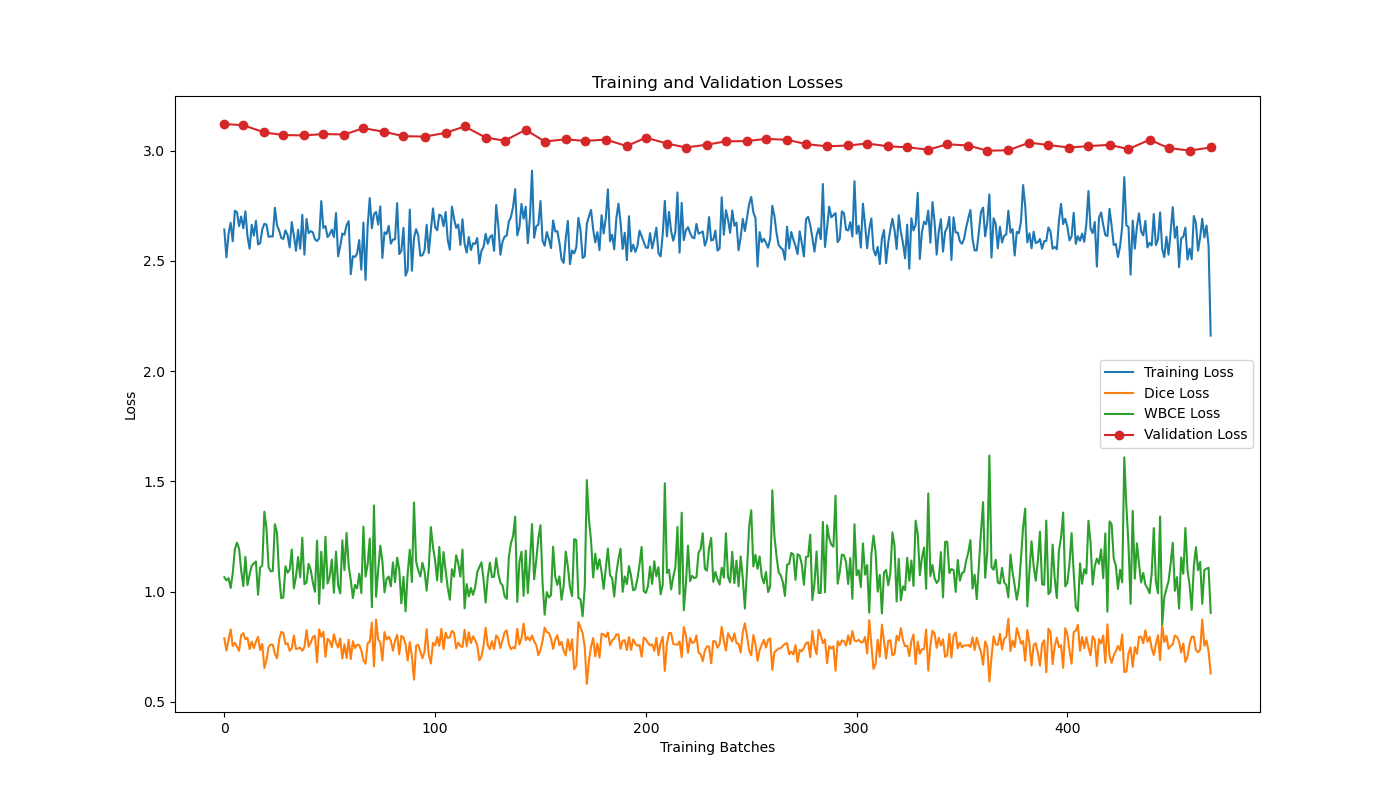 Training and Validation Losses
3.0
2.5
2.0
1.5
1.0
0.5
Loss
Training Loss
Dice Loss
WBCE Loss
Validation Loss
0 100 200 300 400
Training Batches